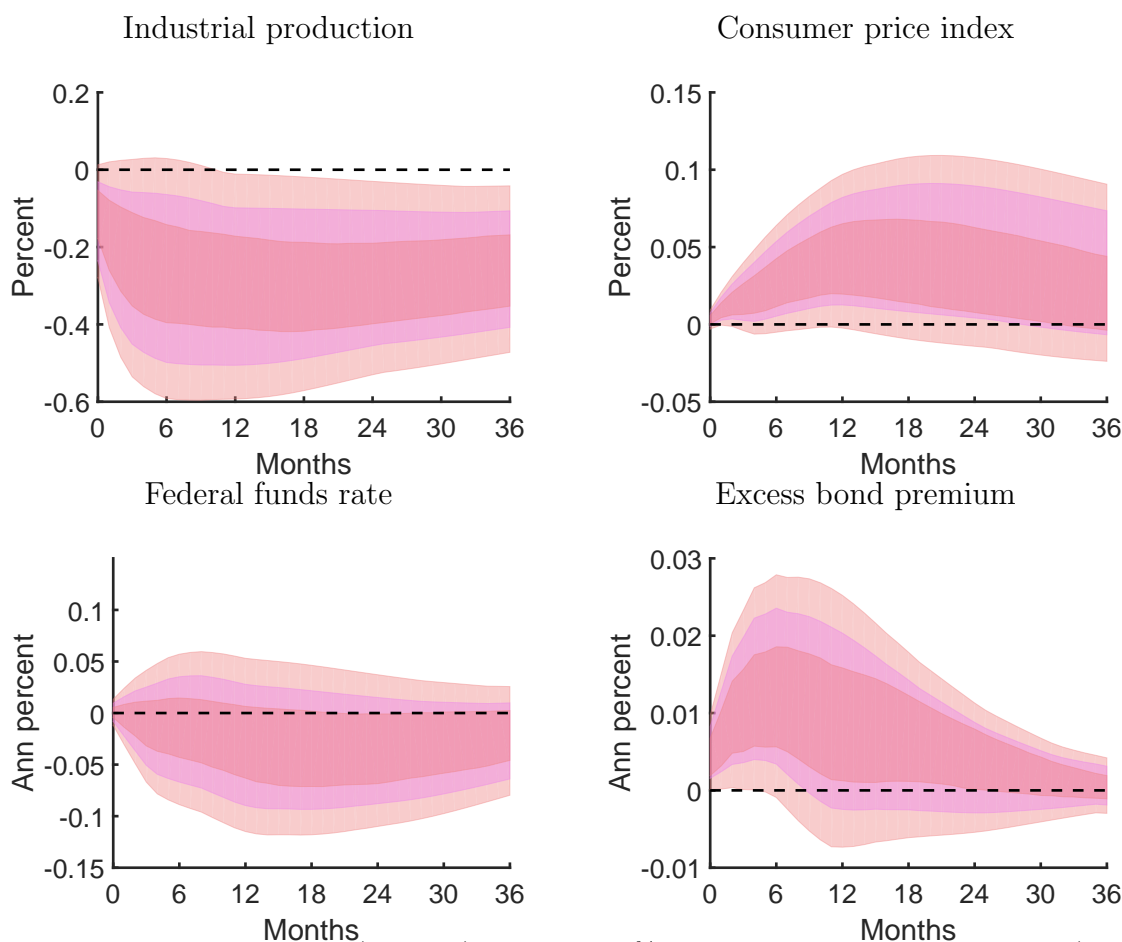 Industrial production
Consumer price index
0.2
0
-0.2
-0.4
-0.6
Percent
0 6 12 18 24 30 36
Months
0.15
0.1
0.05
0
-0.05
Percent
0 6 12 18 24 30 36
Months
Federal funds rate
Excess bond premium
0.1
0.05
0
-0.05
-0.1
-0.15
Ann percent
0 6 12 18 24 30 36
Months
0.03
0.02
0.01
0
-0.01
Ann percent
0 6 12 18 24 30 36
Months